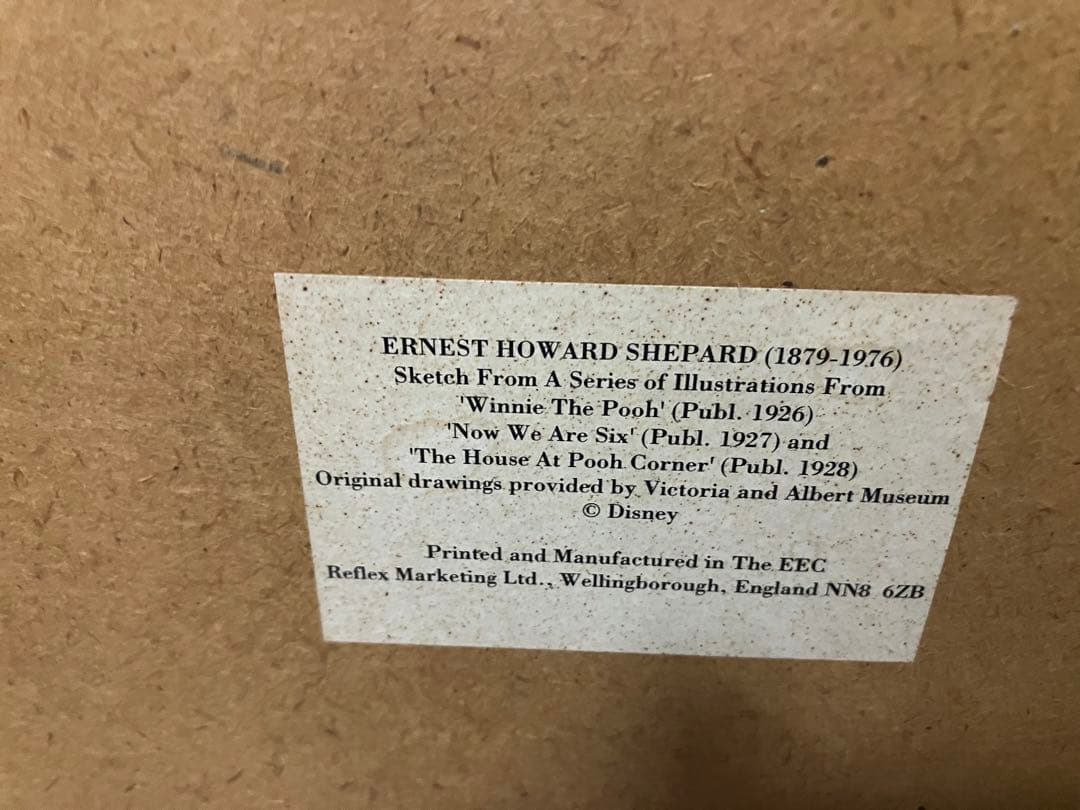 ERNEST HOWARD SHEPARD (1879-1976)
Sketch From A Series of Illustrations From
'Winnie The Pooh' (Publ. 1926)
'Now We Are Six' (Publ. 1927) and
'The House At Pooh Corner' (Publ. 1928)
Original drawings provided by Victoria and Albert Museum
© Disney
Printed and Manufactured in The EEC
Reflex Marketing Ltd., Wellingborough, England NN8 6ZB